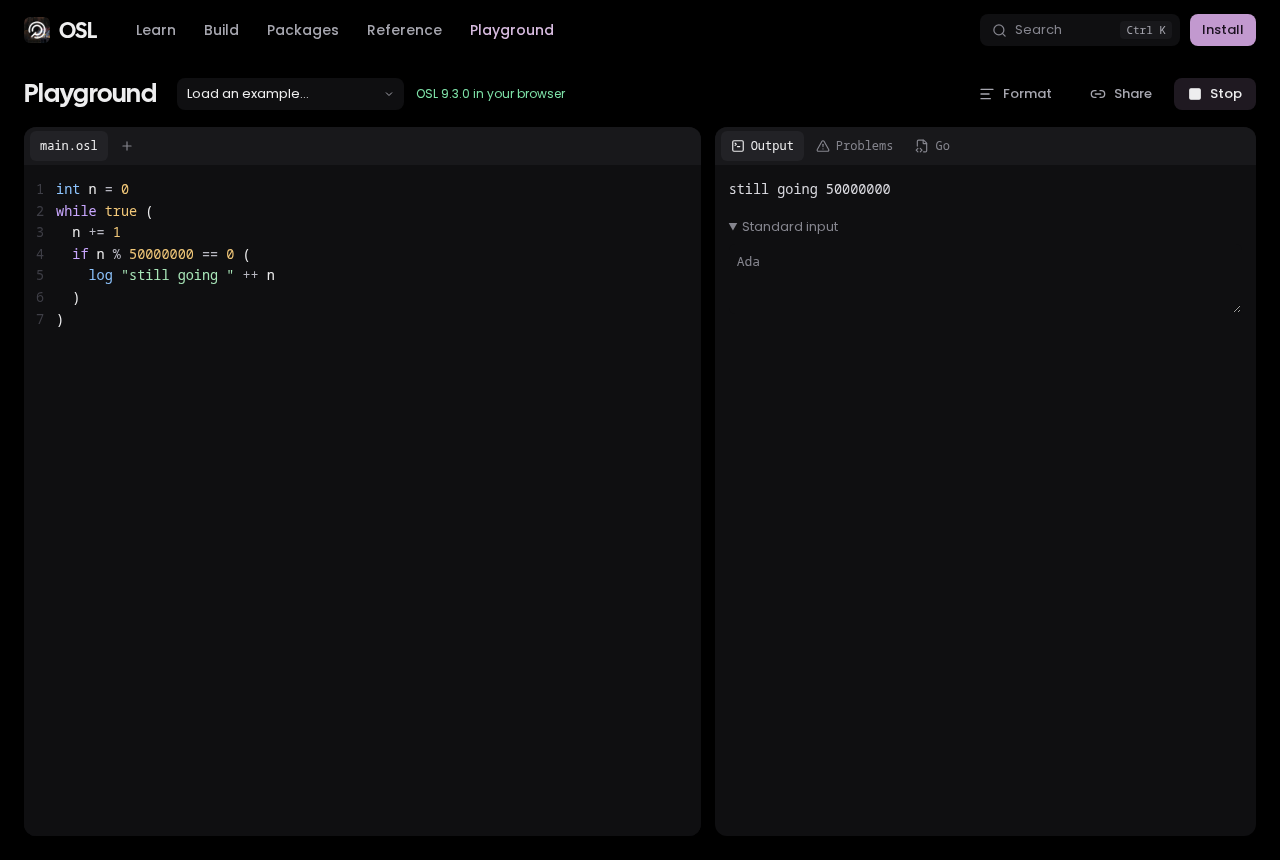 OSL
Learn
Build
Packages
Reference
Playground
Search
Ctrl K
Install
Playground
Load an example...
OSL 9.3.0 in your browser
Format
Share
Stop
main.osl
Output
Problems
Go
1 int n = 0
2 while true (
3 n += 1
4 if n % 50000000 == 0 (
5 log "still going " ++ n
6 )
7 )
still going 50000000
Standard input
Ada